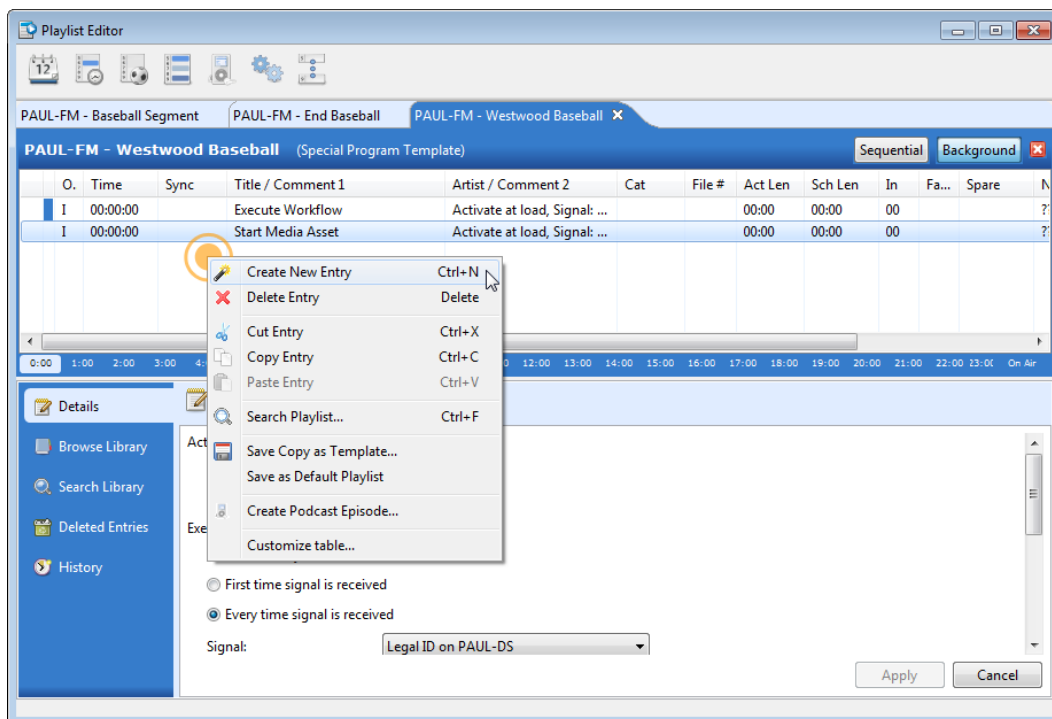 Playlist Editor
12
PAUL-FM - Baseball Segment PAUL-FM - End Baseball PAUL-FM - Westwood Baseball
PAUL-FM - Westwood Baseball (Special Program Template) Sequential Background
O. Time Sync Title / Comment 1 Artist / Comment 2 Cat File # Act Len Sch Len In Fa... Spare N
I 00:00:00 Execute Workflow Activate at load, Signal: ... 00:00 00:00 00 ??
I 00:00:00 Start Media Asset Activate at load, Signal: ... 00:00 00:00 00 ??
Create New Entry Ctrl+N
Delete Entry Delete
Cut Entry Ctrl+X
Copy Entry Ctrl+C
Paste Entry Ctrl+V
Search Playlist... Ctrl+F
Save Copy as Template...
Save as Default Playlist
Create Podcast Episode...
Customize table...
0:00 1:00 2:00 3:00 4: 0 12:00 13:00 14:00 15:00 16:00 17:00 18:00 19:00 20:00 21:00 22:00 23:0( On Air
Details
Browse Library
Search Library
Deleted Entries
History
Act
Exe
First time signal is received
Every time signal is received
Signal: Legal ID on PAUL-DS
Apply Cancel